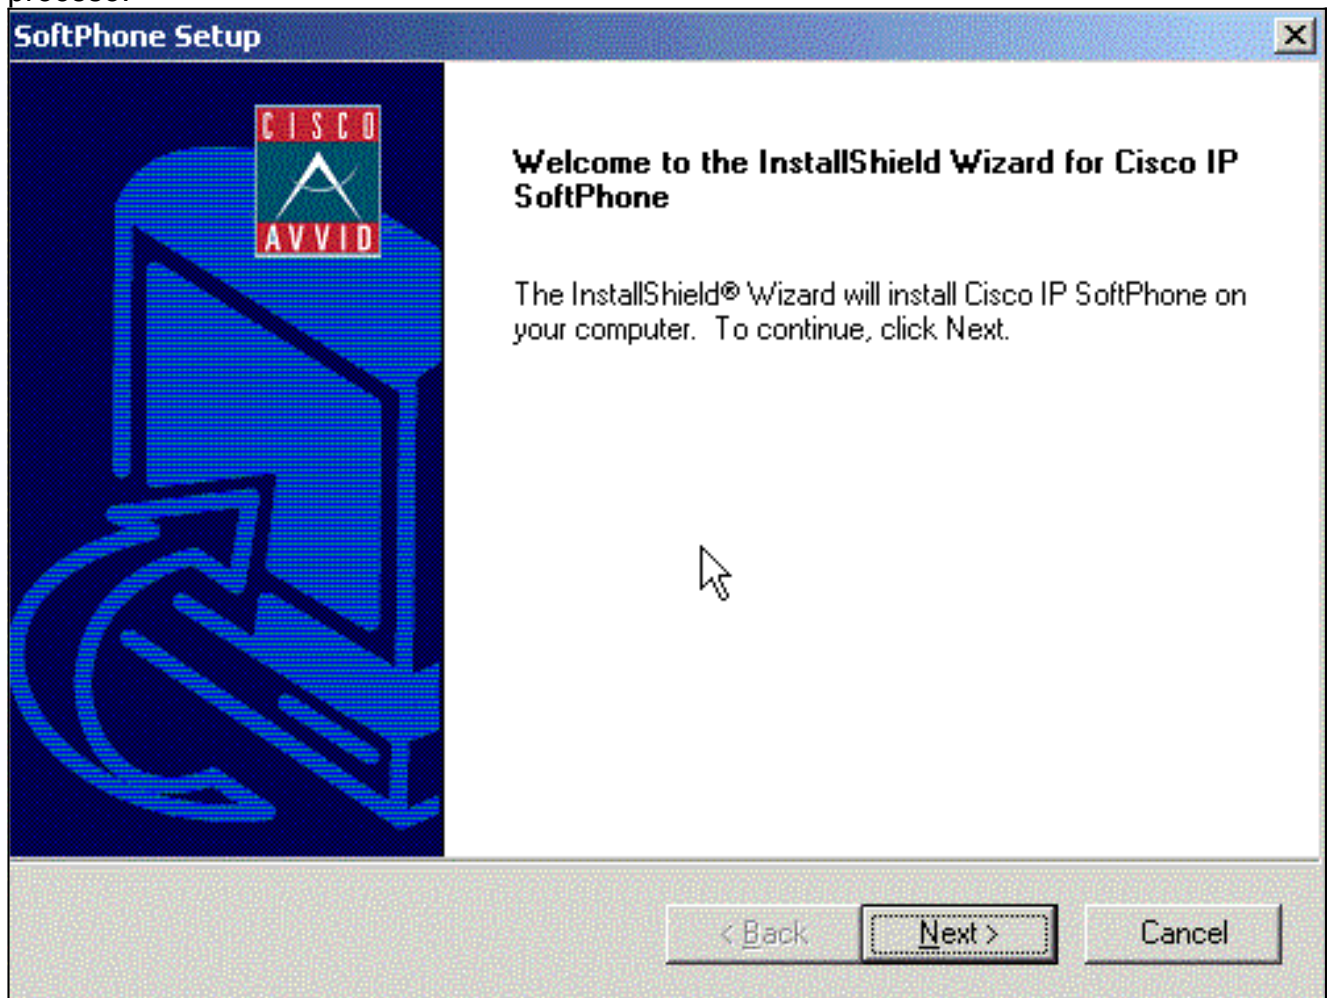 SoftPhone Setup
CISCO
AVVID
Welcome to the InstallShield Wizard for Cisco IP
SoftPhone
The InstallShield® Wizard will install Cisco IP SoftPhone on
your computer. To continue, click Next.
< Back
Next >
Cancel